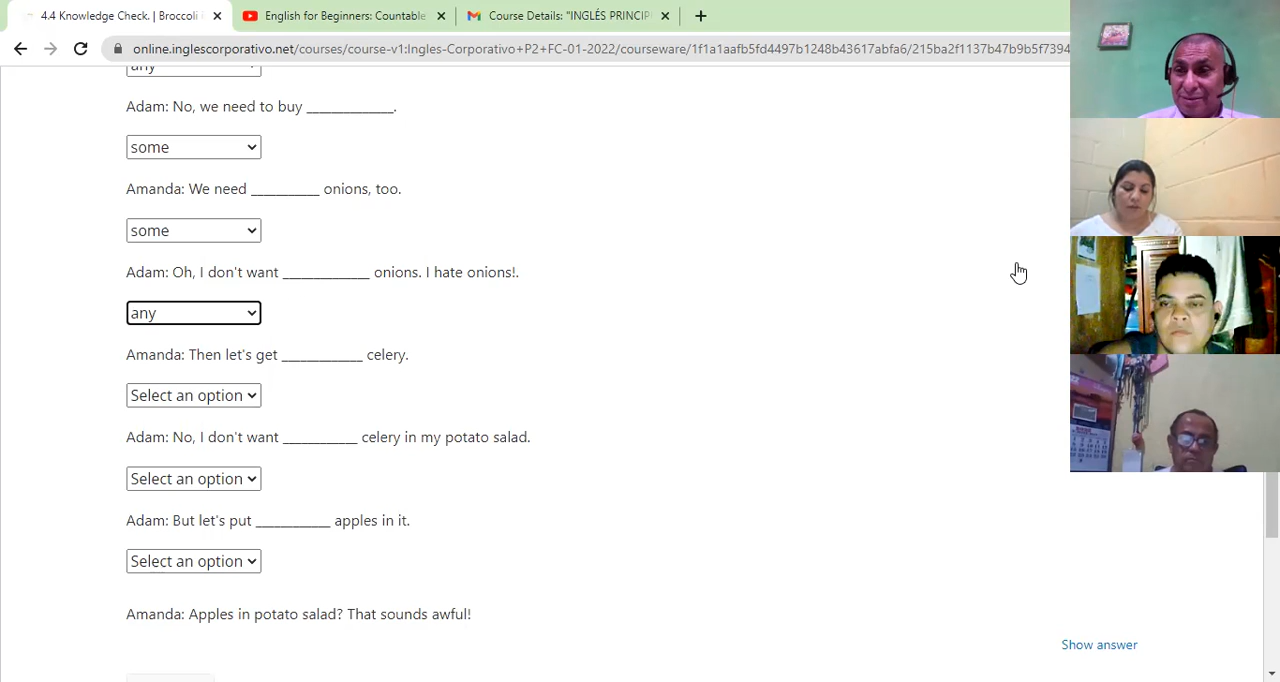 4.4 Knowledge Check. | Broccoli i
English for Beginners: Countable
Course Details: "INGLÉS PRINCIP
online.inglescorporativo.net/courses/course-v1:Ingles-Corporativo+P2+FC-01-2022/courseware/1f1a1aafb5fd4497b1248b43617abfa6/215ba2f1137b47b9b5f7394
any
Adam: No, we need to buy _____________.
some
Amanda: We need __________ onions, too.
some
Adam: Oh, I don't want _____________ onions. I hate onions!.
any
Amanda: Then let's get ____________ celery.
Select an option
Adam: No, I don't want ___________ celery in my potato salad.
Select an option
Adam: But let's put ___________ apples in it.
Select an option
Amanda: Apples in potato salad? That sounds awful!
Show answer